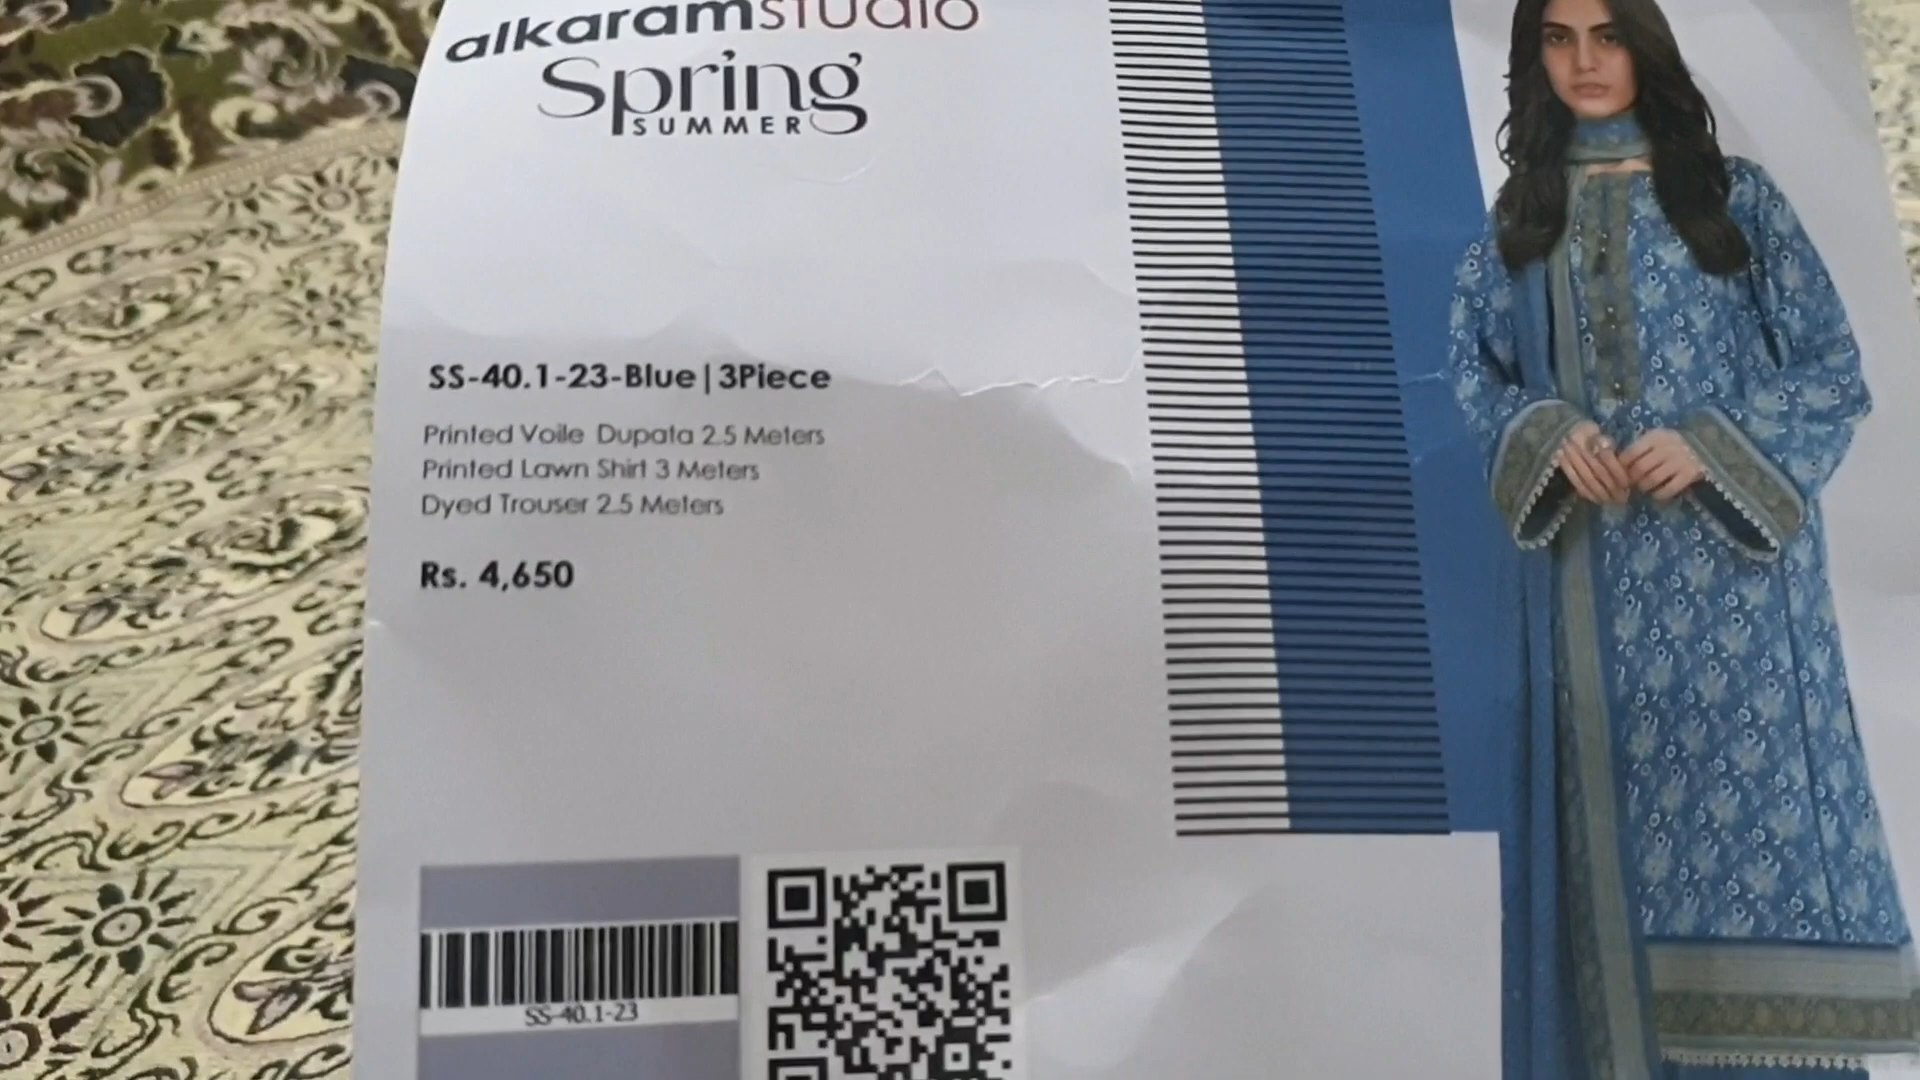 alkaramstudio
Spring
SUMMER
SS-40.1-23-Blue|3Piece
Printed Voile Dupata 2.5 Meters
Printed Lawn Shirt 3 Meters
Dyed Trouser 2.5 Meters
Rs. 4,650
SS-40.1-23